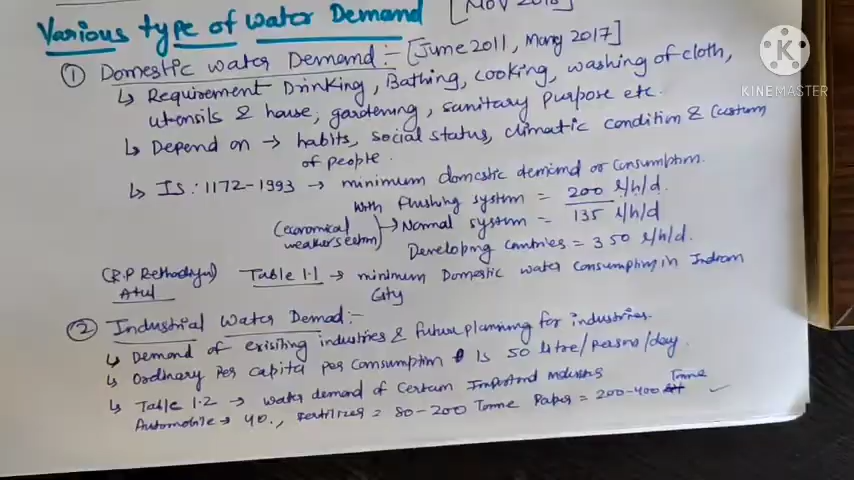 [Nov 2018]
Various type of water Demand
① Domestic water Demand :- [June 2011, May 2017]
↳ Requirement Drinking, Bathing, cooking, washing of cloth,
utensils & house, gardening, sanitary purpose etc.
↳ Depend on → habits, social status, climatic condition & Custom
of people.
↳ IS : 1172-1993 → minimum domestic demand or consumption.
with flushing system = 200 l/h/d.
(economical weaker section) → Normal system = 135 l/h/d
Developing countries = 350 l/h/d.
(R.P Rethaliya) Table 1.1 → minimum Domestic water consumption in Indian
Atul City
② Industrial Water Demad :-
↳ Demand of exisiting industries & future planning for industries.
↳ Ordinary Per capita per consumption is 50 litre/persons/day.
↳ Table 1.2 → water demand of certain Important industries
Automobile → 40., fertilizer = 80-200 Tonne Paper = 200-400 Tonne
KINEMASTER